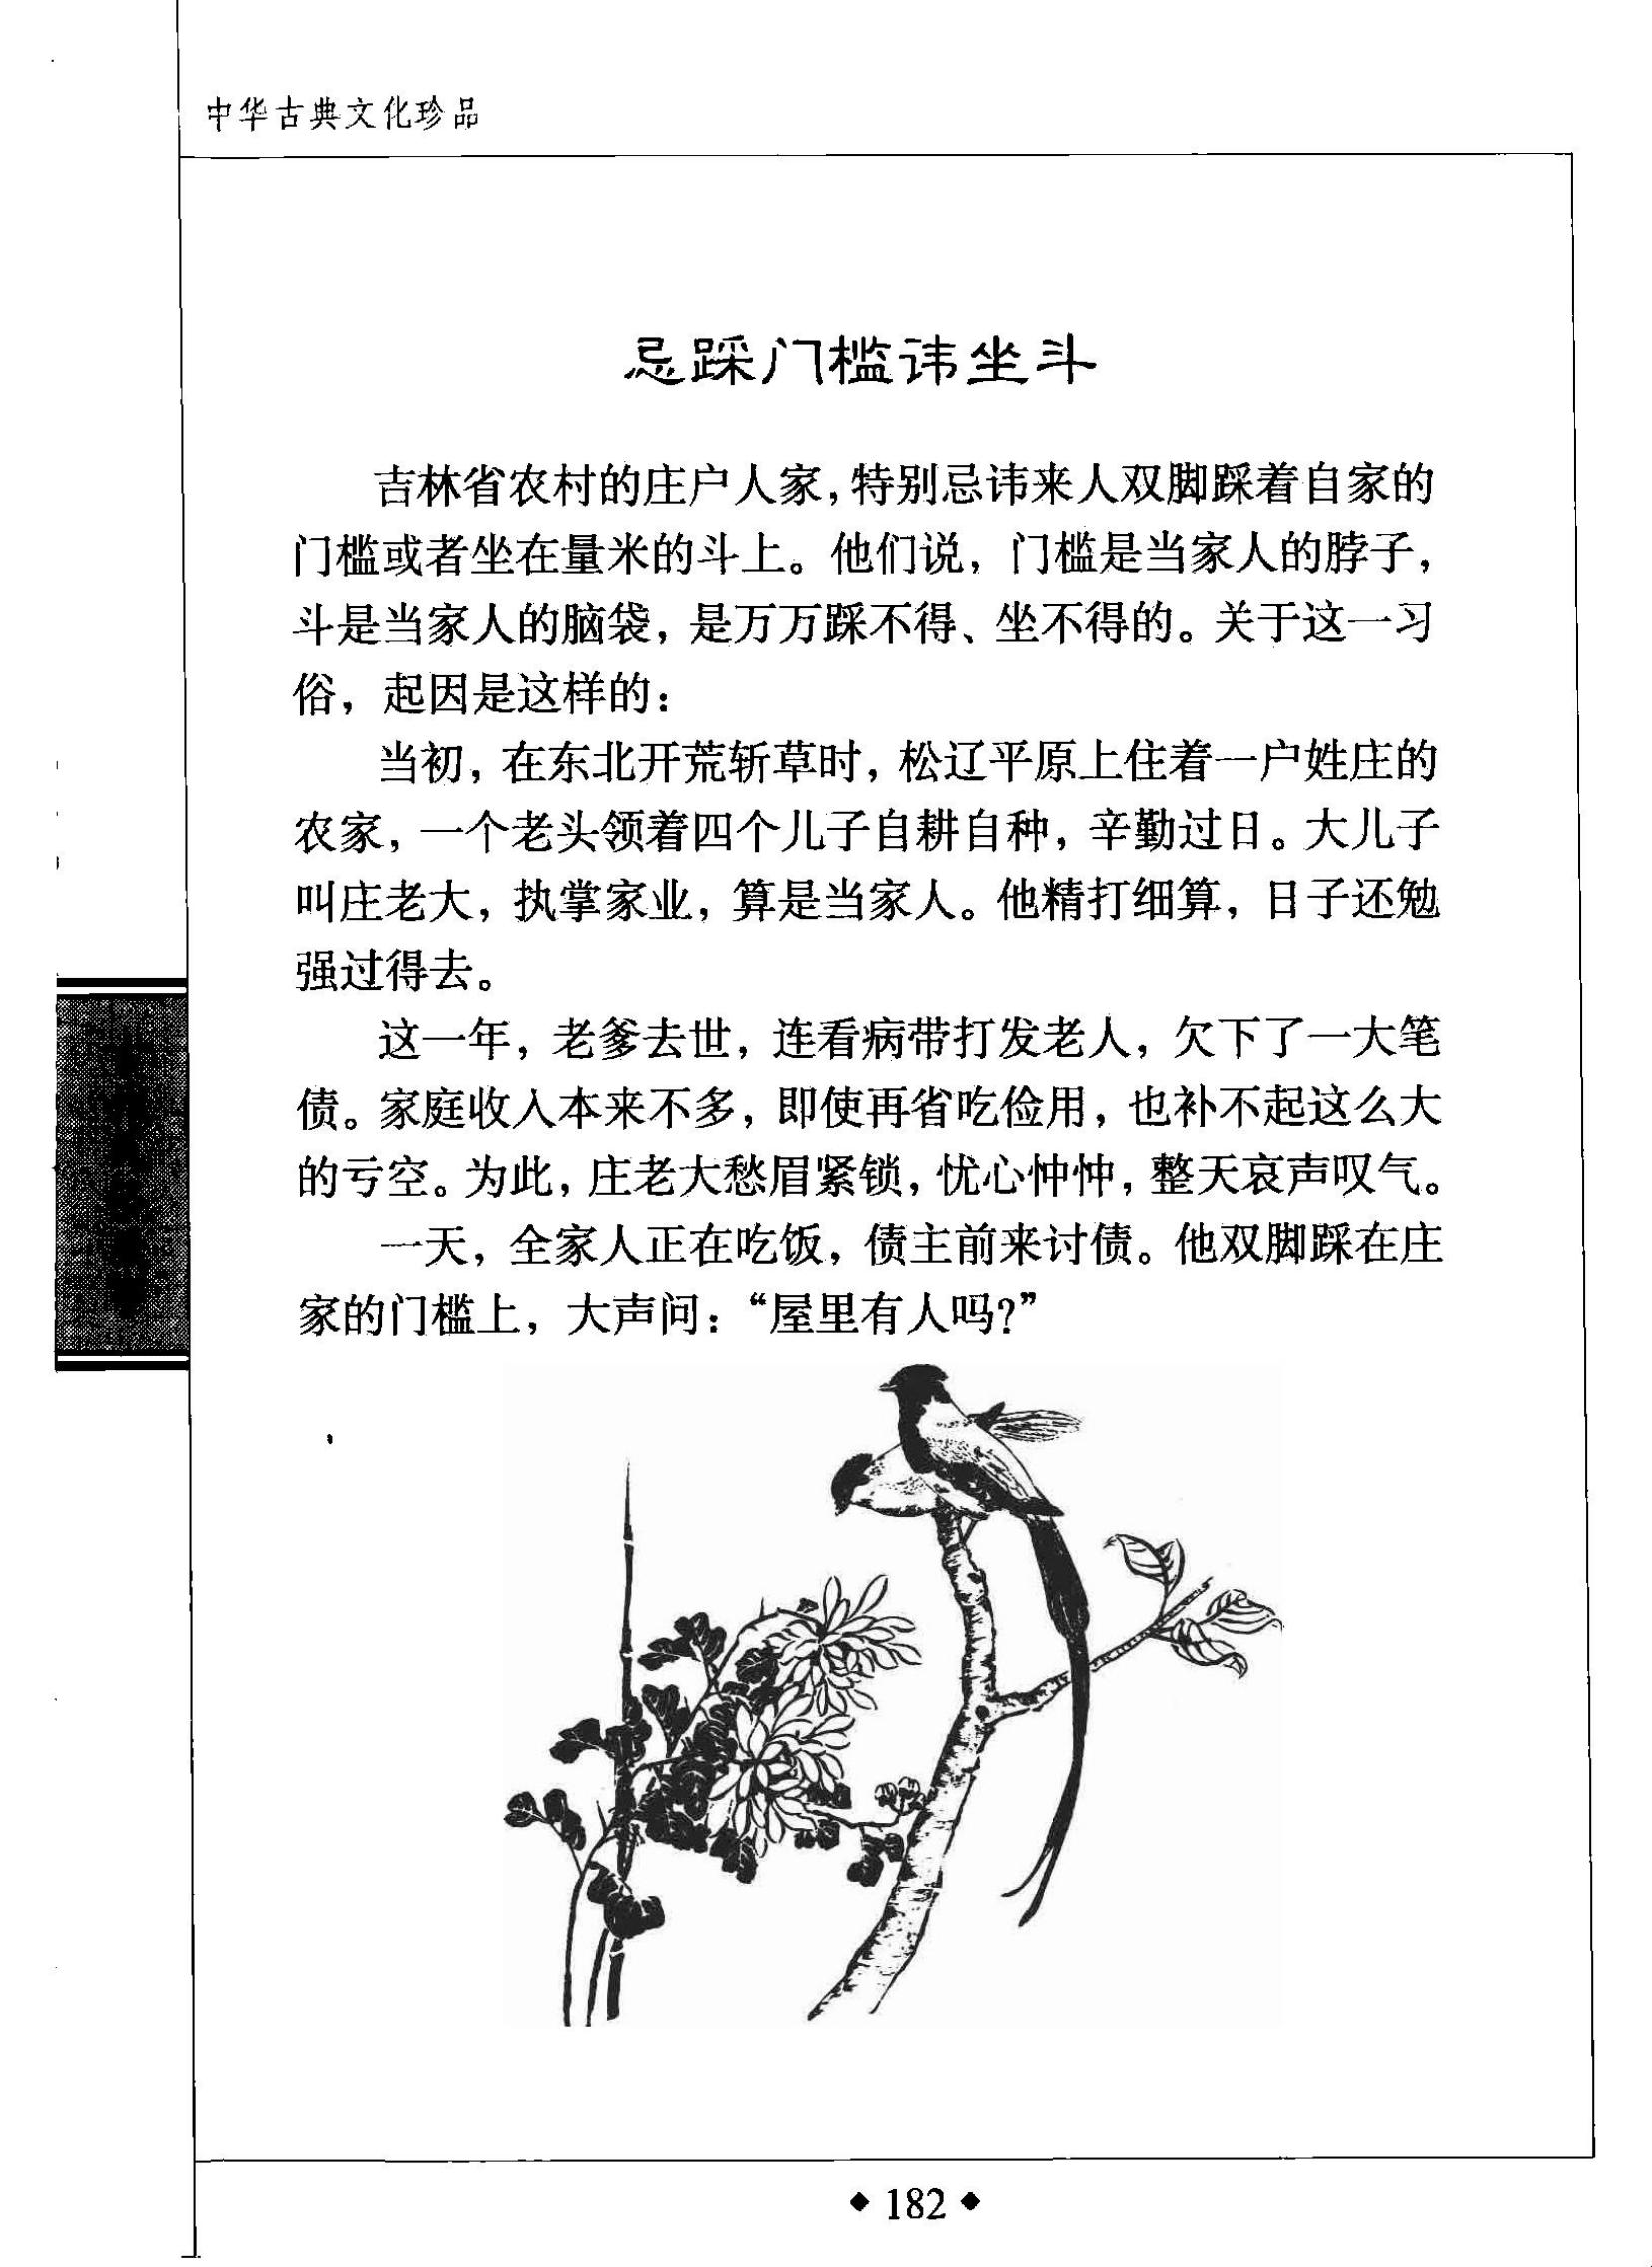 中华古典文化珍品
忌踩门槛讳坐斗
吉林省农村的庄户人家,特别忌讳来人双脚踩着自家的
门槛或者坐在量米的斗上。他们说，门槛是当家人的脖子，
斗是当家人的脑袋，是万万踩不得、坐不得的。关于这一习
俗，起因是这样的：
当初，在东北开荒斩草时，松辽平原上住着一户姓庄的
农家，一个老头领着四个儿子自耕自种，辛勤过日。大儿子
叫庄老大，执掌家业，算是当家人。他精打细算，日子还勉
强过得去。
这一年，老爹去世，连看病带打发老人，欠下了一大笔
债。家庭收入本来不多，即使再省吃俭用，也补不起这么大
的亏空。为此，庄老大愁眉紧锁，忧心忡忡，整天哀声叹气。
一天，全家人正在吃饭，债主前来讨债。他双脚踩在庄
家的门槛上，大声问：“屋里有人吗?”
◆ 182 ◆